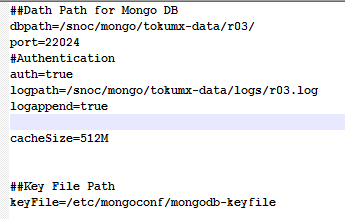 ##Dath Path for Mongo DB
dbpath=/snoc/mongo/tokumx-data/r03/
port=22024
#Authentication
auth=true
logpath=/snoc/mongo/tokumx-data/logs/r03.log
logappend=true
cacheSize=512M
##Key File Path
keyFile=/etc/mongoconf/mongodb-keyfile